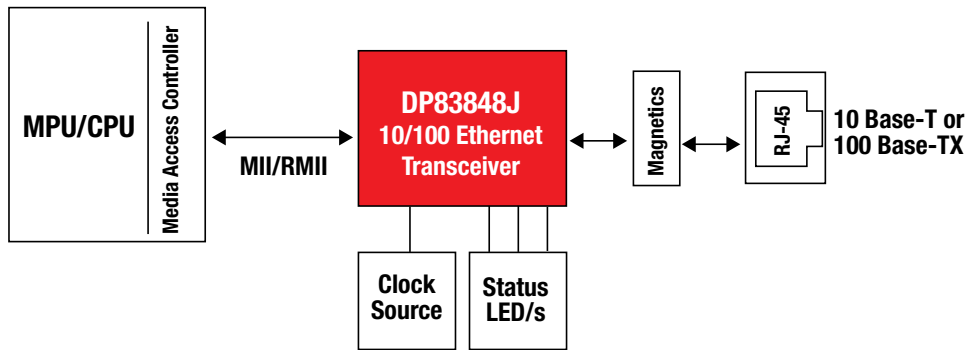 MPU/CPU
Media Access Controller
MII/RMII
DP83848J
10/100 Ethernet
Transceiver
Clock
Source
Status
LED/s
Magnetics
RJ-45
10 Base-T or
100 Base-TX